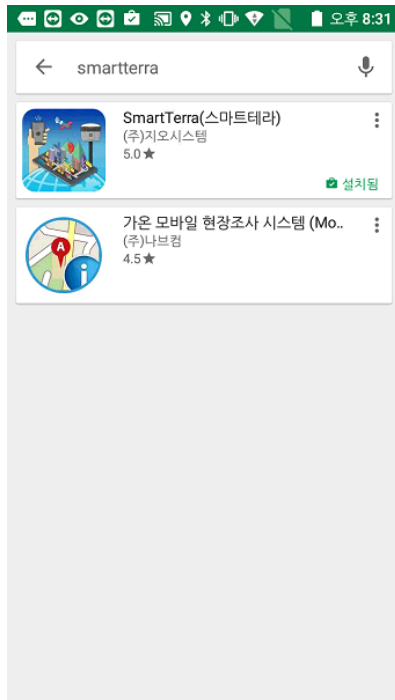 오후 8:31
smartterra
SmartTerra(스마트테라)
(주)지오시스템
5.0★
설치됨
가온 모바일 현장조사 시스템 (Mo..
(주)나브컴
4.5★
A
i